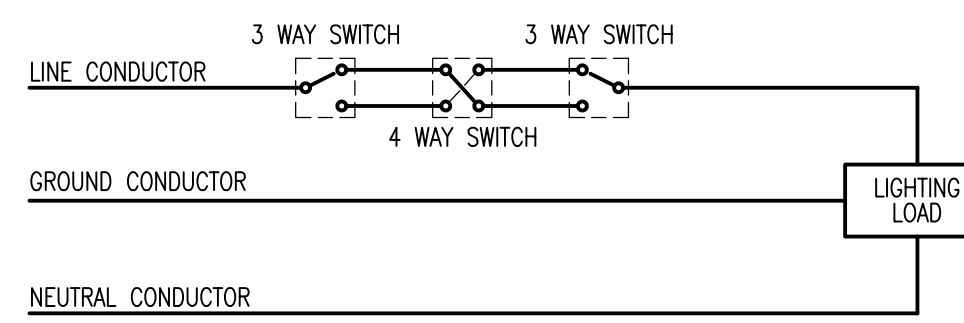 3 WAY SWITCH
3 WAY SWITCH
LINE CONDUCTOR
4 WAY SWITCH
GROUND CONDUCTOR
LIGHTING
LOAD
NEUTRAL CONDUCTOR